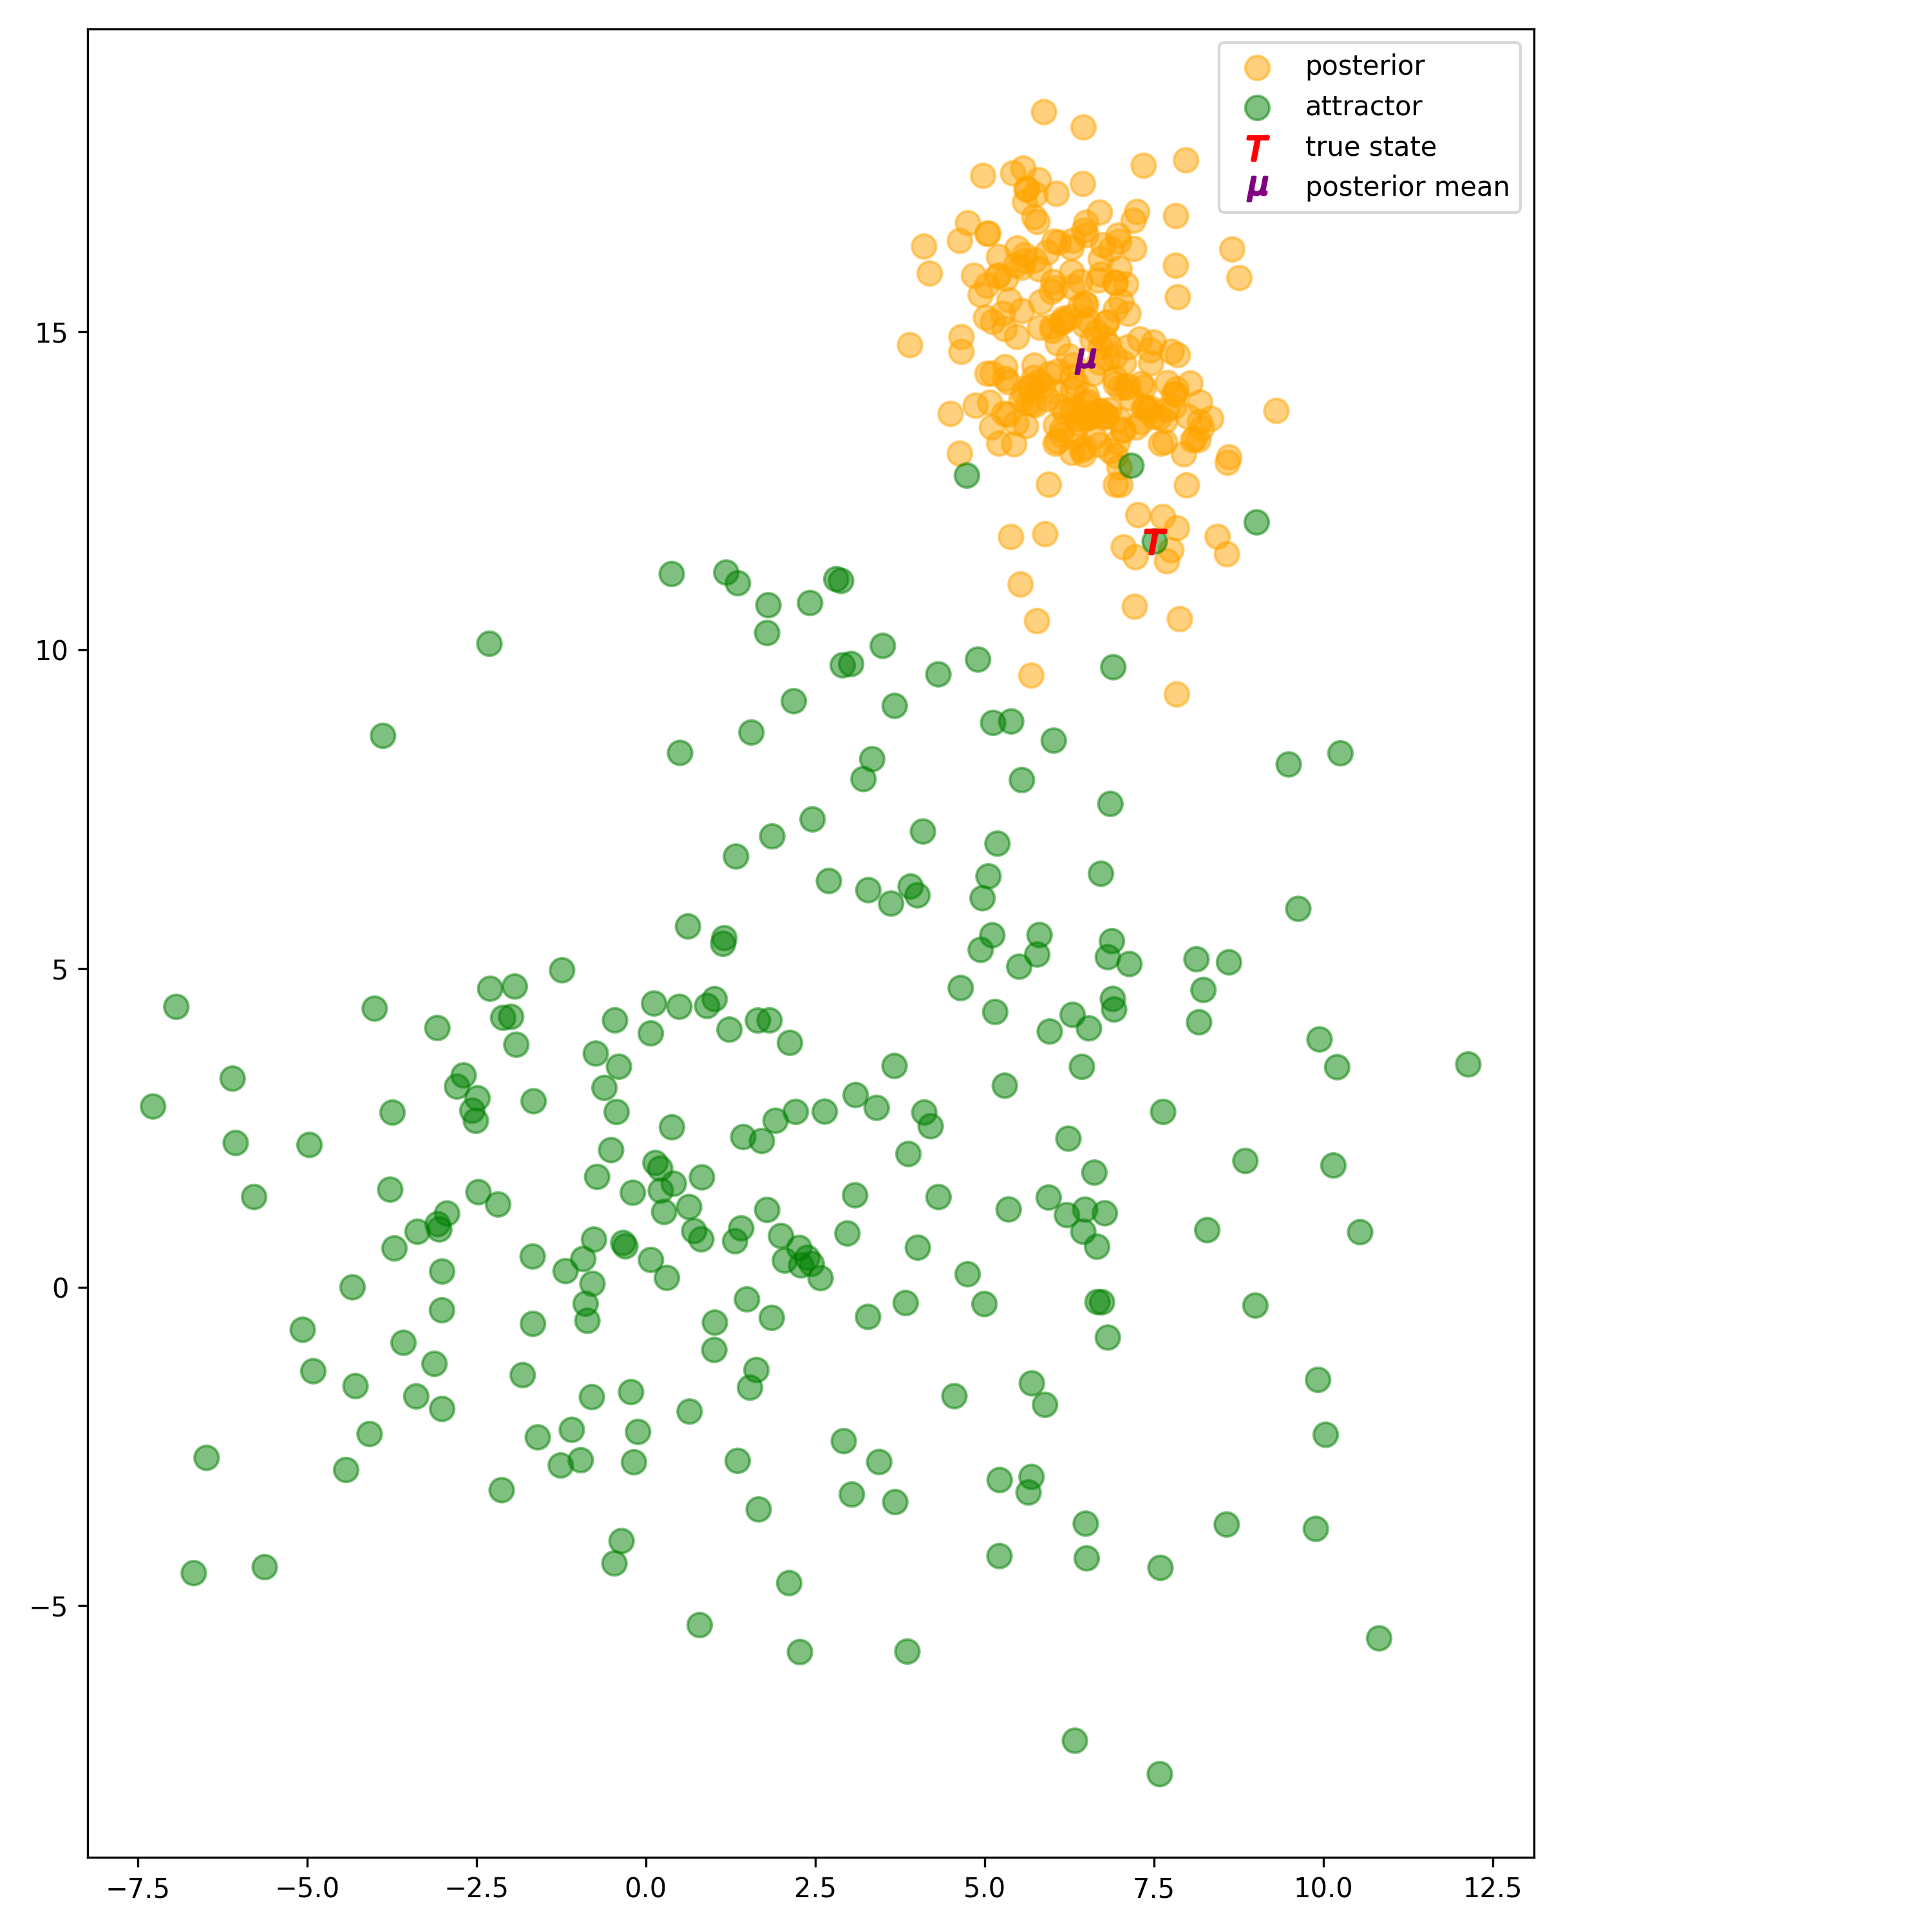 posterior
attractor
T true state
μ posterior mean
15
μ
T
10
5
0
−5
−7.5 −5.0 −2.5 0.0 2.5 5.0 7.5 10.0 12.5